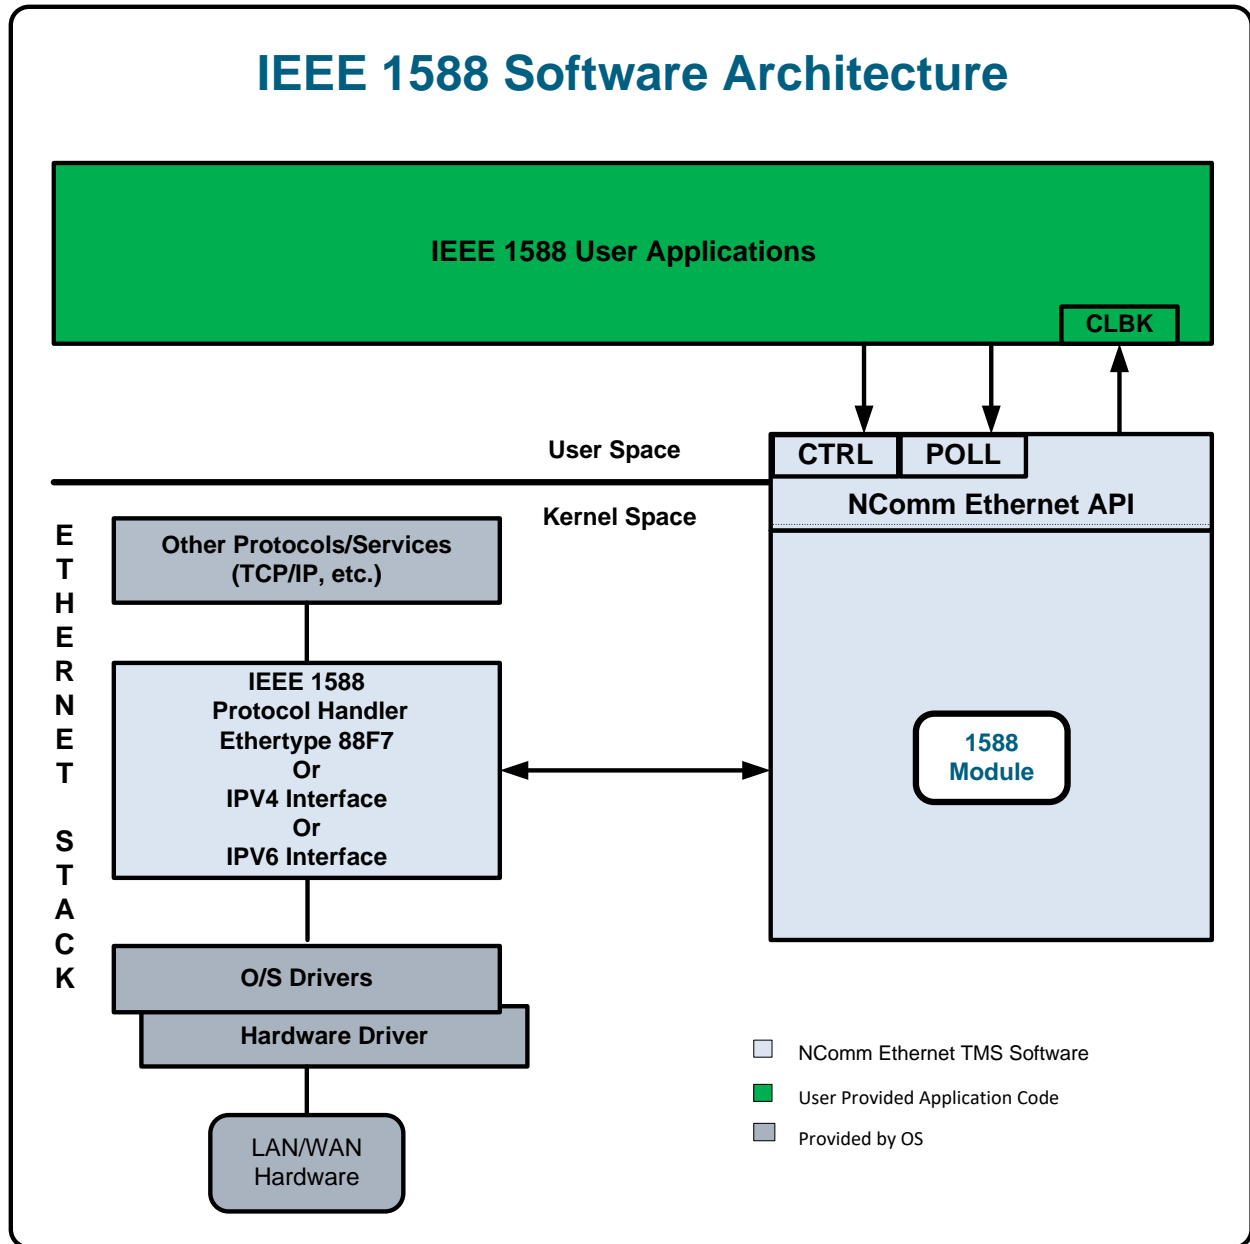 IEEE 1588 Software Architecture
IEEE 1588 User Applications
CLBK
User Space
CTRL
POLL
NComm Ethernet API
Kernel Space
ETHERNET STACK
Other Protocols/Services
(TCP/IP, etc.)
IEEE 1588
Protocol Handler
Ethertype 88F7
Or
IPV4 Interface
Or
IPV6 Interface
1588
Module
O/S Drivers
Hardware Driver
LAN/WAN
Hardware
NComm Ethernet TMS Software
User Provided Application Code
Provided by OS